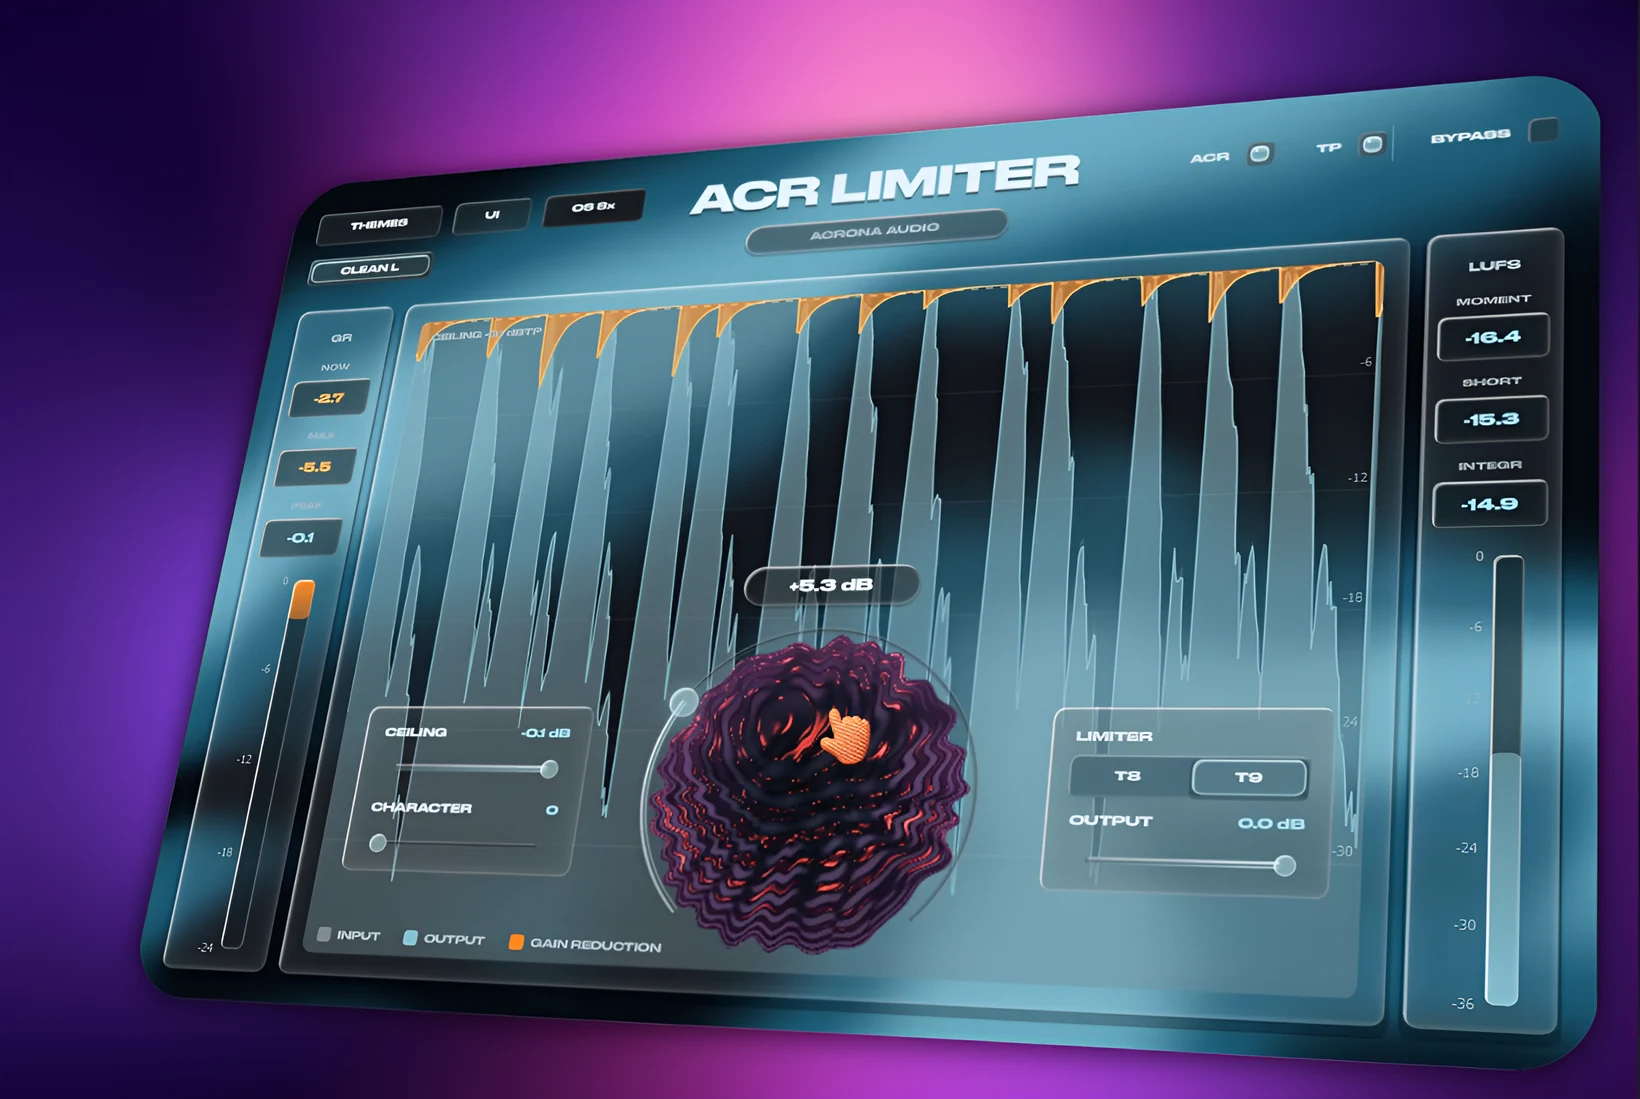 ACR LIMITER
ACRONA AUDIO
THEMES
UI
OS 8x
CLEAN L
ACR
TP
BYPASS
GR
NOW
-2.7
MAX
-5.5
PEAK
-0.1
0
-6
-12
-18
-24
-6
-12
-18
24
-30
+5.3 dB
CEILING -0.1 dB
CHARACTER 0
LIMITER
T8 T9
OUTPUT 0.0 dB
INPUT OUTPUT GAIN REDUCTION
LUFS
MOMENT
-16.4
SHORT
-15.3
INTEGR
-14.9
0
-6
-12
-18
-24
-30
-36